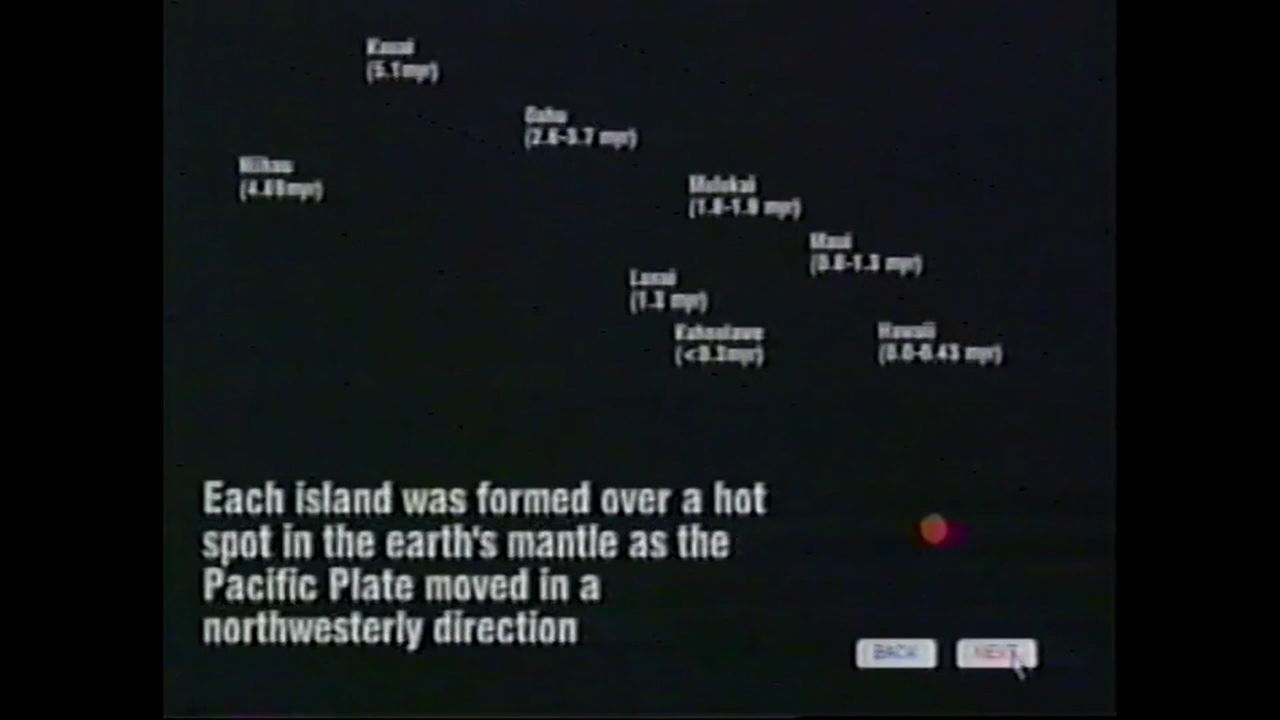 Kauai
(5.1myr)
Oahu
(2.6-3.7 myr)
Niihau
(4.89myr)
Molokai
(1.8-1.9 myr)
Maui
(0.8-1.3 myr)
Lanai
(1.3 myr)
Kahoolawe
Hawaii
(0.0-0.43 myr)
Each island was formed over a hot
spot in the earth's mantle as the
Pacific Plate moved in a
northwesterly direction
BACK
NEXT